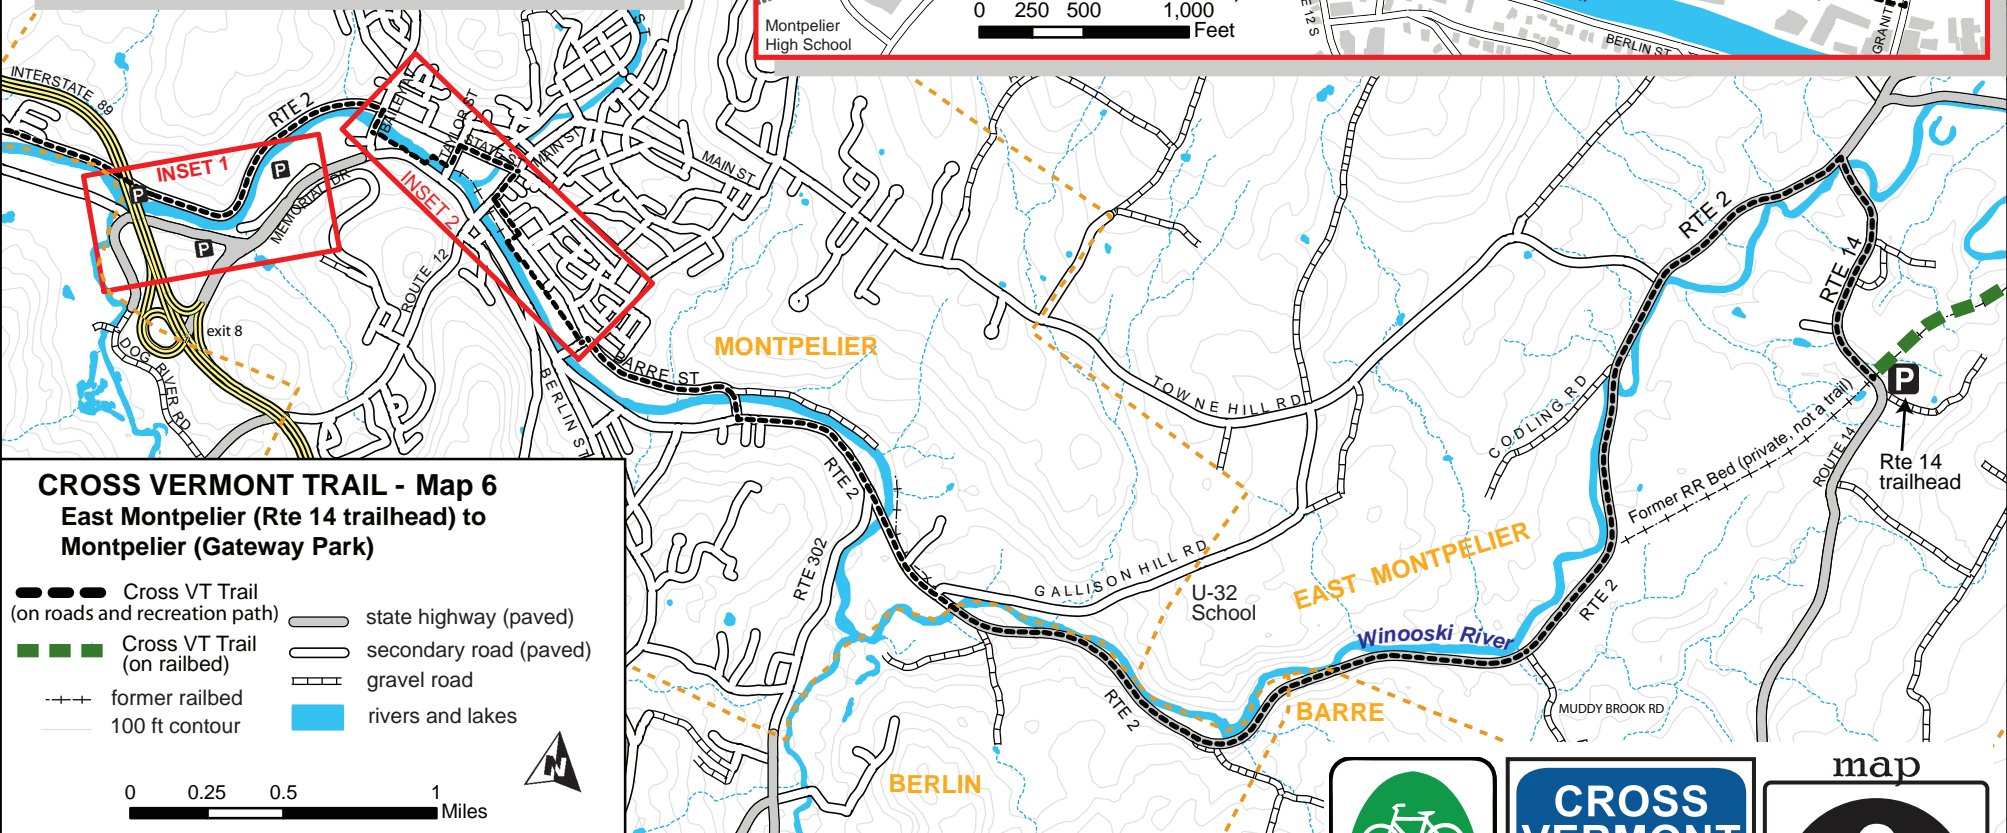 Montpelier
High School
0 250 500 1,000
Feet
BERLIN ST
INTERSTATE 89
RTE 2
INSET 1
P
P
P
MEMORIAL DR
INSET 2
TAYLOR ST
STATE ST
MAIN ST
MAIN ST
ROUTE 12
exit 8
DOG RIVER RD
BARRE ST
BERLIN ST
MONTPELIER
TOWNE HILL RD
CODLING RD
RTE 2
RTE 14
P
Rte 14
trailhead
ROUTE 14
Former RR Bed (private, not a trail)
RTE 2
RTE 302
GALLISON HILL RD
U-32
School
EAST MONTPELIER
Winooski River
RTE 2
RTE 2
BARRE
MUDDY BROOK RD
BERLIN
CROSS VERMONT TRAIL - Map 6
East Montpelier (Rte 14 trailhead) to
Montpelier (Gateway Park)
Cross VT Trail
(on roads and recreation path)
Cross VT Trail
(on railbed)
former railbed
100 ft contour
state highway (paved)
secondary road (paved)
gravel road
rivers and lakes
N
0 0.25 0.5 1
Miles
CROSS
VERMONT
map